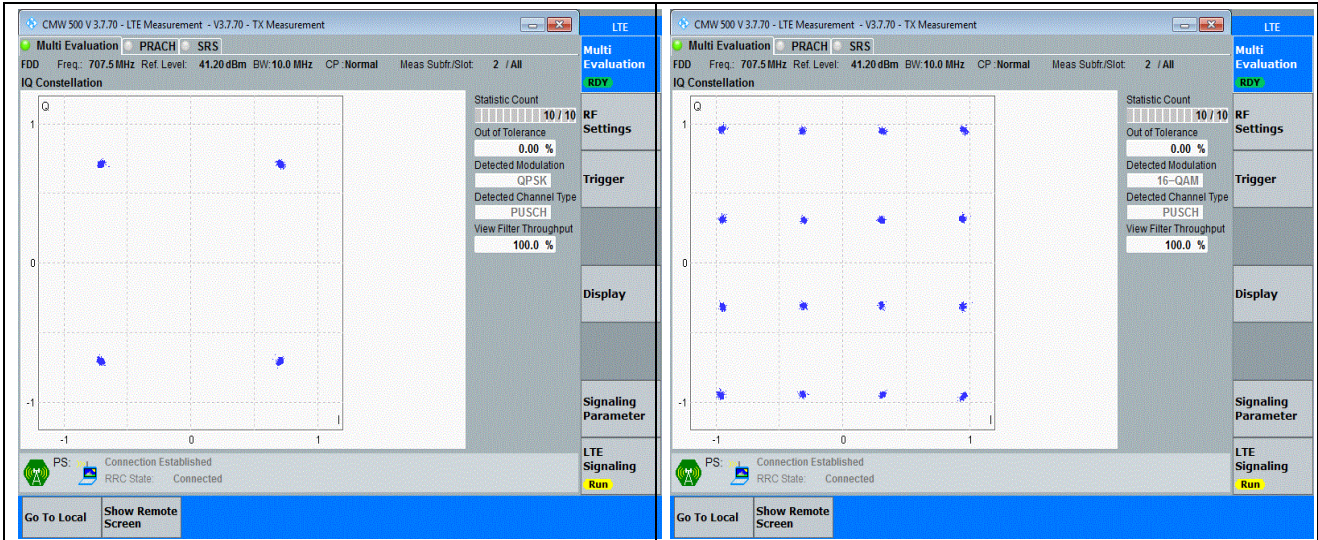 CMW 500 V 3.7.70 - LTE Measurement - V3.7.70 - TX Measurement
LTE
Multi Evaluation PRACH SRS
Multi
Evaluation
RDY
FDD Freq.: 707.5 MHz Ref. Level: 41.20 dBm BW: 10.0 MHz CP : Normal Meas Subfr./Slot: 2 / All
IQ Constellation
Q
1
0
-1
-1
0
1
I
Statistic Count
10 / 10
Out of Tolerance
0.00 %
Detected Modulation
QPSK
Detected Channel Type
PUSCH
View Filter Throughput
100.0 %
RF
Settings
Trigger
Display
Signaling
Parameter
LTE
Signaling
Run
PS: Connection Established
RRC State: Connected
Go To Local
Show Remote
Screen
CMW 500 V 3.7.70 - LTE Measurement - V3.7.70 - TX Measurement
LTE
Multi Evaluation PRACH SRS
Multi
Evaluation
RDY
FDD Freq.: 707.5 MHz Ref. Level: 41.20 dBm BW: 10.0 MHz CP : Normal Meas Subfr./Slot: 2 / All
IQ Constellation
Q
1
0
-1
-1
0
1
I
Statistic Count
10 / 10
Out of Tolerance
0.00 %
Detected Modulation
16-QAM
Detected Channel Type
PUSCH
View Filter Throughput
100.0 %
RF
Settings
Trigger
Display
Signaling
Parameter
LTE
Signaling
Run
PS: Connection Established
RRC State: Connected
Go To Local
Show Remote
Screen